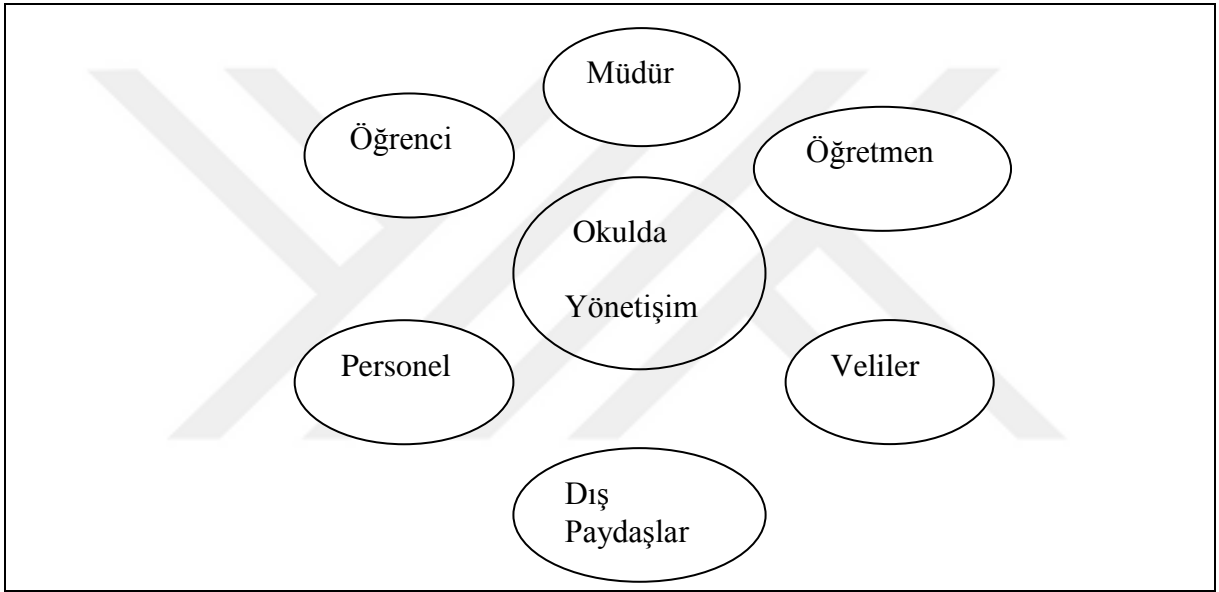 Müdür
Öğrenci
Öğretmen
Okulda
Yönetişim
Personel
Veliler
Dış
Paydaşlar